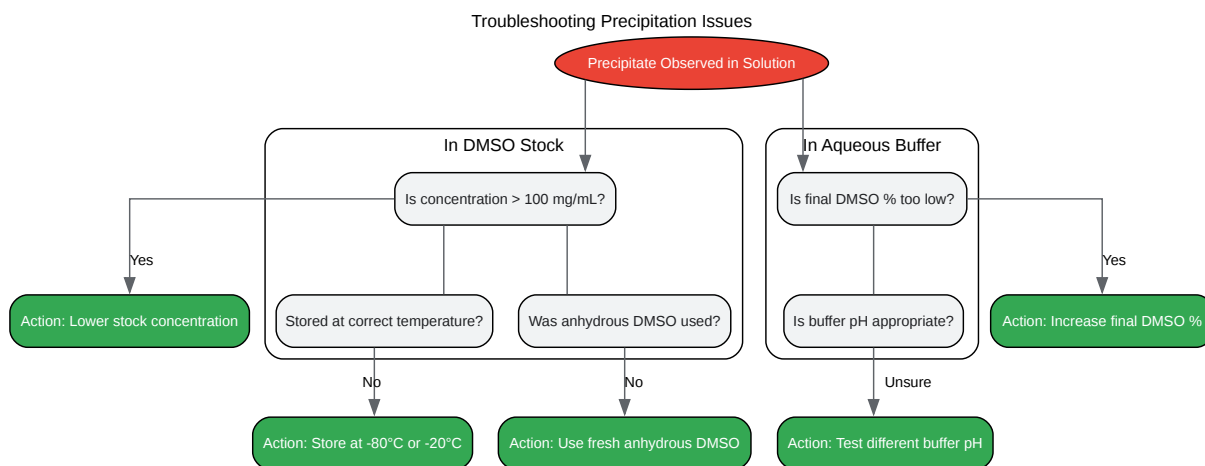 Troubleshooting Precipitation Issues
Precipitate Observed in Solution
In DMSO Stock
In Aqueous Buffer
Is concentration > 100 mg/mL?
Is final DMSO % too low?
Yes
Yes
Action: Lower stock concentration
Stored at correct temperature?
Was anhydrous DMSO used?
Is buffer pH appropriate?
Action: Increase final DMSO %
No
No
Unsure
Action: Store at -80°C or -20°C
Action: Use fresh anhydrous DMSO
Action: Test different buffer pH